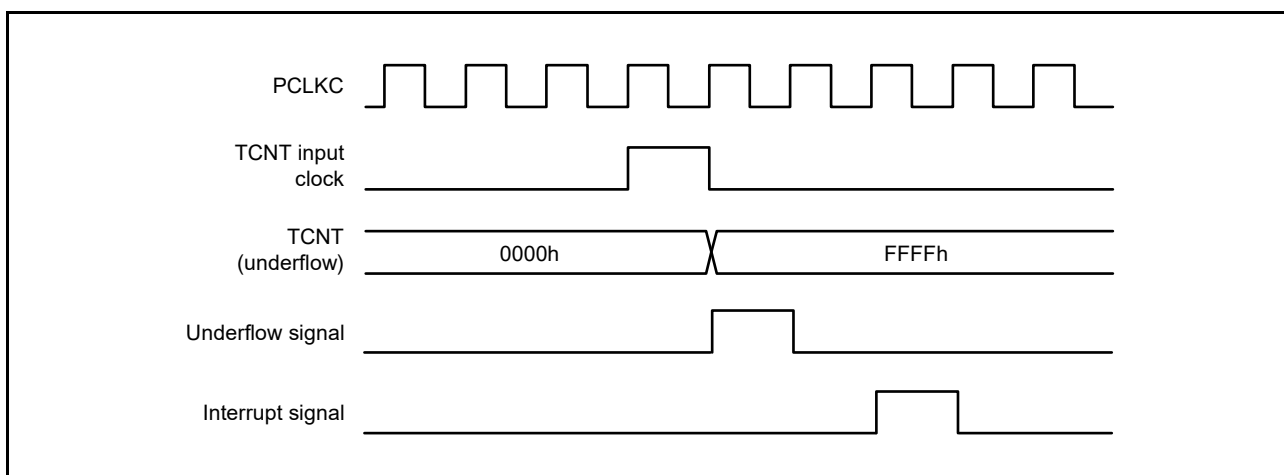 PCLKC
TCNT input
clock
TCNT
(underflow)
0000h
FFFFh
Underflow signal
Interrupt signal